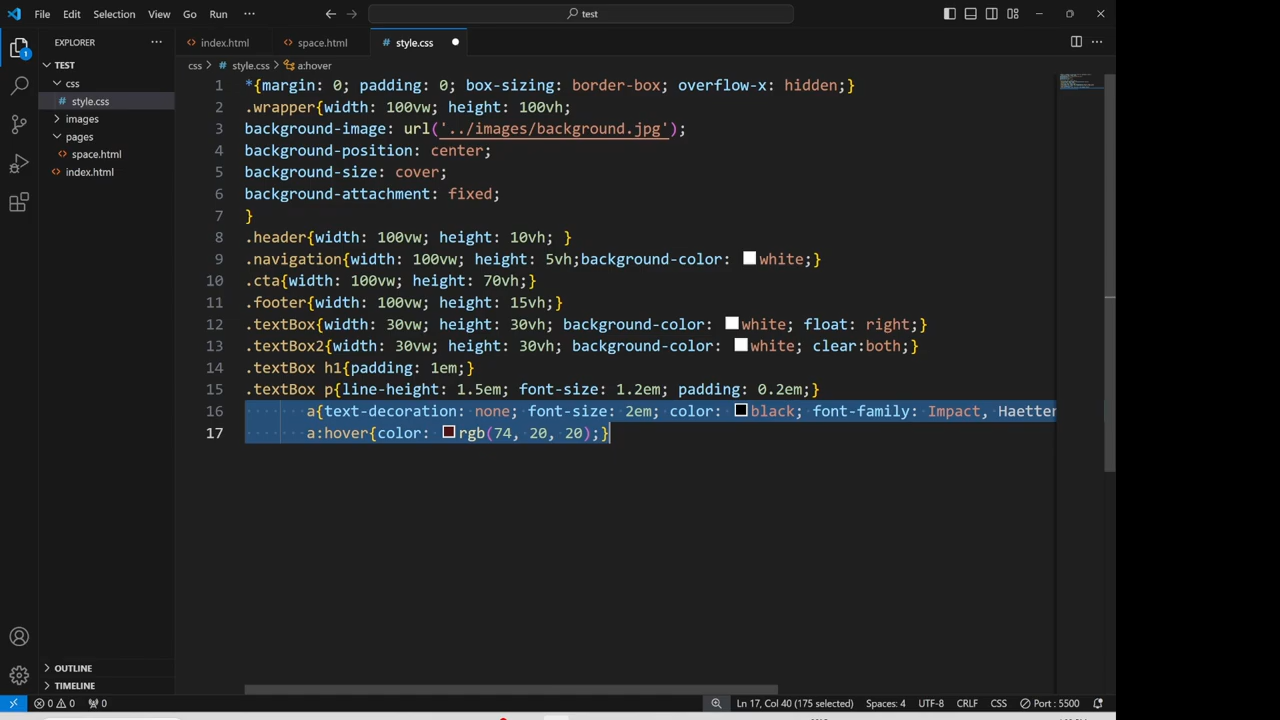 File Edit Selection View Go Run ··· test
EXPLORER ··· index.html space.html style.css
css > style.css > a:hover
TEST
css
style.css
images
pages
space.html
index.html
1 *{margin: 0; padding: 0; box-sizing: border-box; overflow-x: hidden;}
2 .wrapper{width: 100vw; height: 100vh;
3 background-image: url('../images/background.jpg');
4 background-position: center;
5 background-size: cover;
6 background-attachment: fixed;
7 }
8 .header{width: 100vw; height: 10vh; }
9 .navigation{width: 100vw; height: 5vh;background-color: white;}
10 .cta{width: 100vw; height: 70vh;}
11 .footer{width: 100vw; height: 15vh;}
12 .textBox{width: 30vw; height: 30vh; background-color: white; float: right;}
13 .textBox2{width: 30vw; height: 30vh; background-color: white; clear:both;}
14 .textBox h1{padding: 1em;}
15 .textBox p{line-height: 1.5em; font-size: 1.2em; padding: 0.2em;}
16 a{text-decoration: none; font-size: 2em; color: black; font-family: Impact, Haetten
17 a:hover{color: rgb(74, 20, 20);}
OUTLINE
TIMELINE
0 0 0 Ln 17, Col 40 (175 selected) Spaces: 4 UTF-8 CRLF CSS Port : 5500